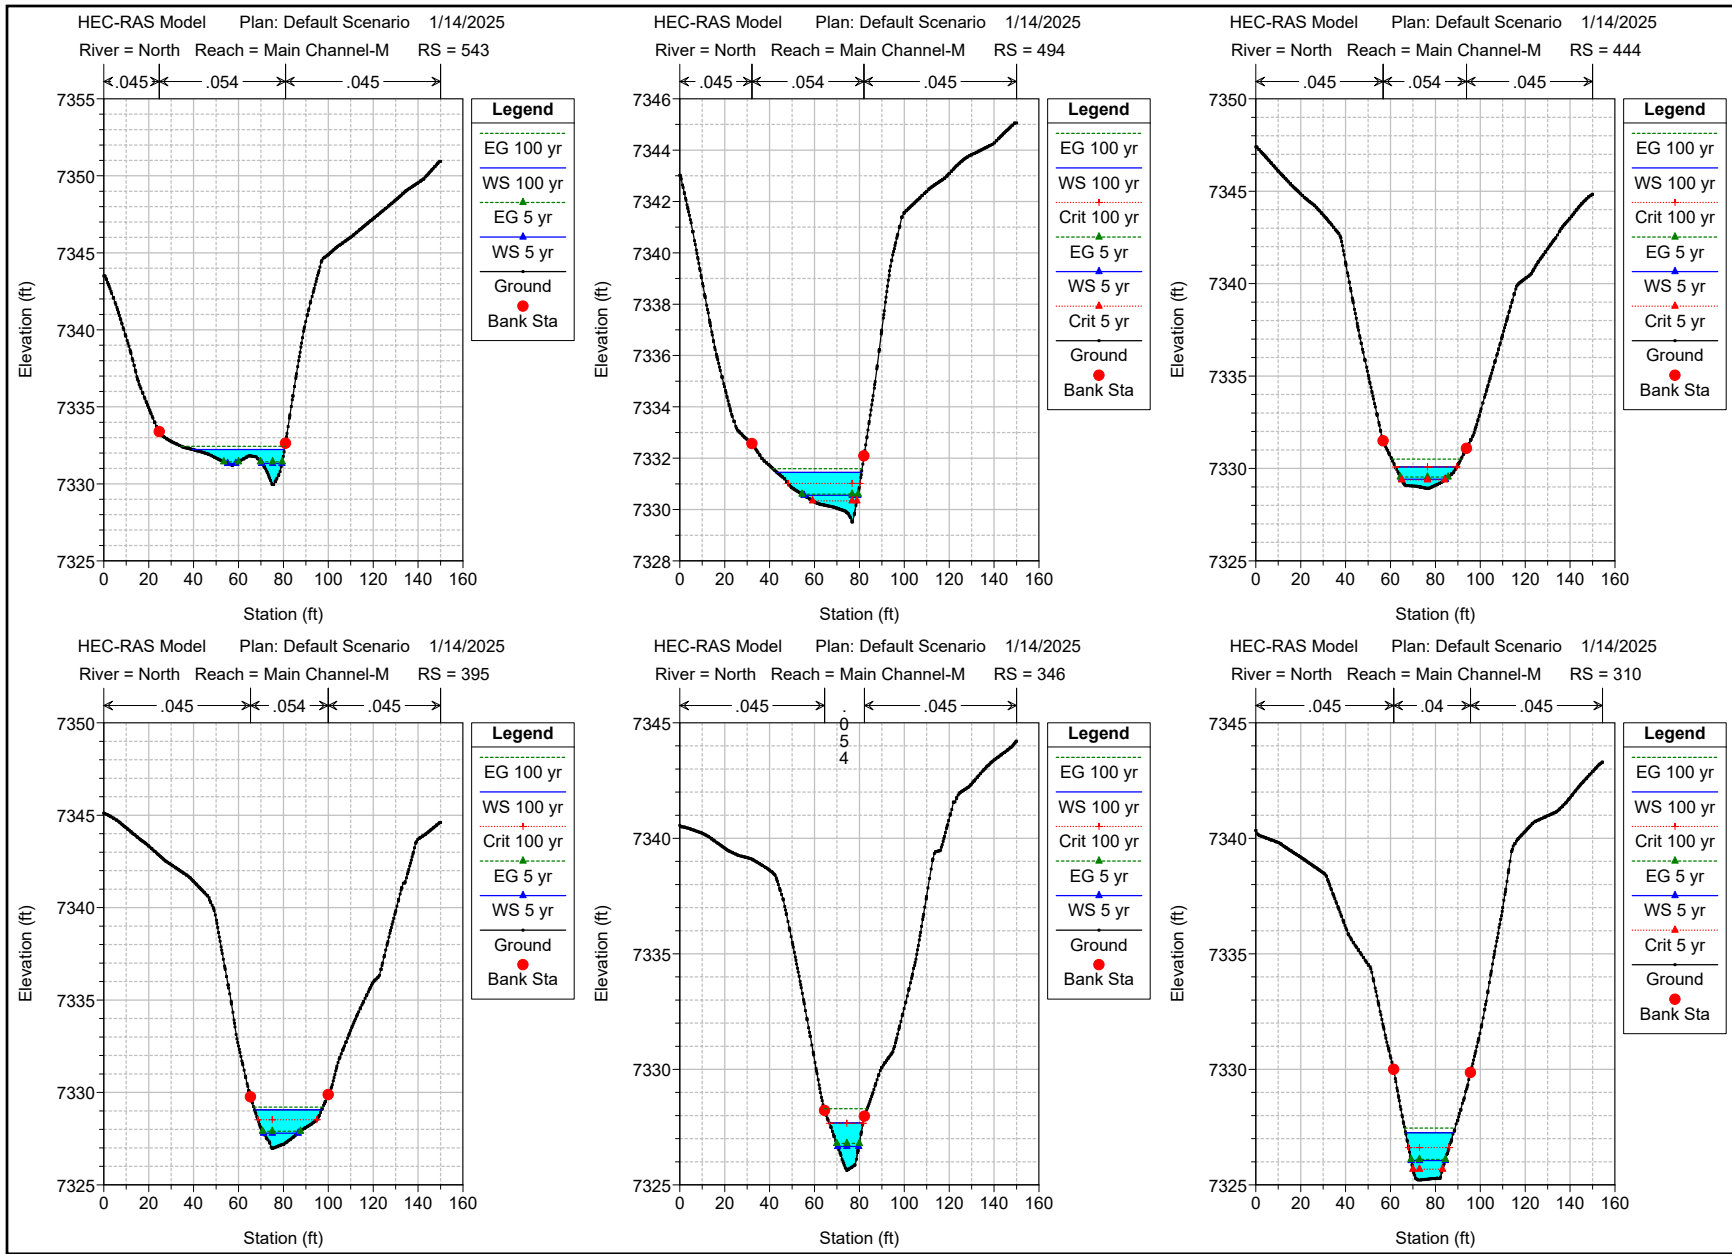 HEC-RAS Model Plan: Default Scenario 1/14/2025
River = North Reach = Main Channel-M RS = 543
.045 .054 .045
7355
7350
7345
7340
7335
7330
7325
0 20 40 60 80 100 120 140 160
Station (ft)
Elevation (ft)
Legend
EG 100 yr
WS 100 yr
EG 5 yr
WS 5 yr
Ground
Bank Sta
HEC-RAS Model Plan: Default Scenario 1/14/2025
River = North Reach = Main Channel-M RS = 494
.045 .054 .045
7346
7344
7342
7340
7338
7336
7334
7332
7330
7328
0 20 40 60 80 100 120 140 160
Station (ft)
Elevation (ft)
Legend
EG 100 yr
WS 100 yr
Crit 100 yr
EG 5 yr
WS 5 yr
Crit 5 yr
Ground
Bank Sta
HEC-RAS Model Plan: Default Scenario 1/14/2025
River = North Reach = Main Channel-M RS = 444
.045 .054 .045
7350
7345
7340
7335
7330
7325
0 20 40 60 80 100 120 140 160
Station (ft)
Elevation (ft)
Legend
EG 100 yr
WS 100 yr
Crit 100 yr
EG 5 yr
WS 5 yr
Crit 5 yr
Ground
Bank Sta
HEC-RAS Model Plan: Default Scenario 1/14/2025
River = North Reach = Main Channel-M RS = 395
.045 .054 .045
7350
7345
7340
7335
7330
7325
0 20 40 60 80 100 120 140 160
Station (ft)
Elevation (ft)
Legend
EG 100 yr
WS 100 yr
Crit 100 yr
EG 5 yr
WS 5 yr
Ground
Bank Sta
HEC-RAS Model Plan: Default Scenario 1/14/2025
River = North Reach = Main Channel-M RS = 346
.045 .054 .045
7345
7340
7335
7330
7325
0 20 40 60 80 100 120 140 160
Station (ft)
Elevation (ft)
Legend
EG 100 yr
WS 100 yr
Crit 100 yr
EG 5 yr
WS 5 yr
Ground
Bank Sta
HEC-RAS Model Plan: Default Scenario 1/14/2025
River = North Reach = Main Channel-M RS = 310
.045 .04 .045
7345
7340
7335
7330
7325
0 20 40 60 80 100 120 140 160
Station (ft)
Elevation (ft)
Legend
EG 100 yr
WS 100 yr
Crit 100 yr
EG 5 yr
WS 5 yr
Crit 5 yr
Ground
Bank Sta